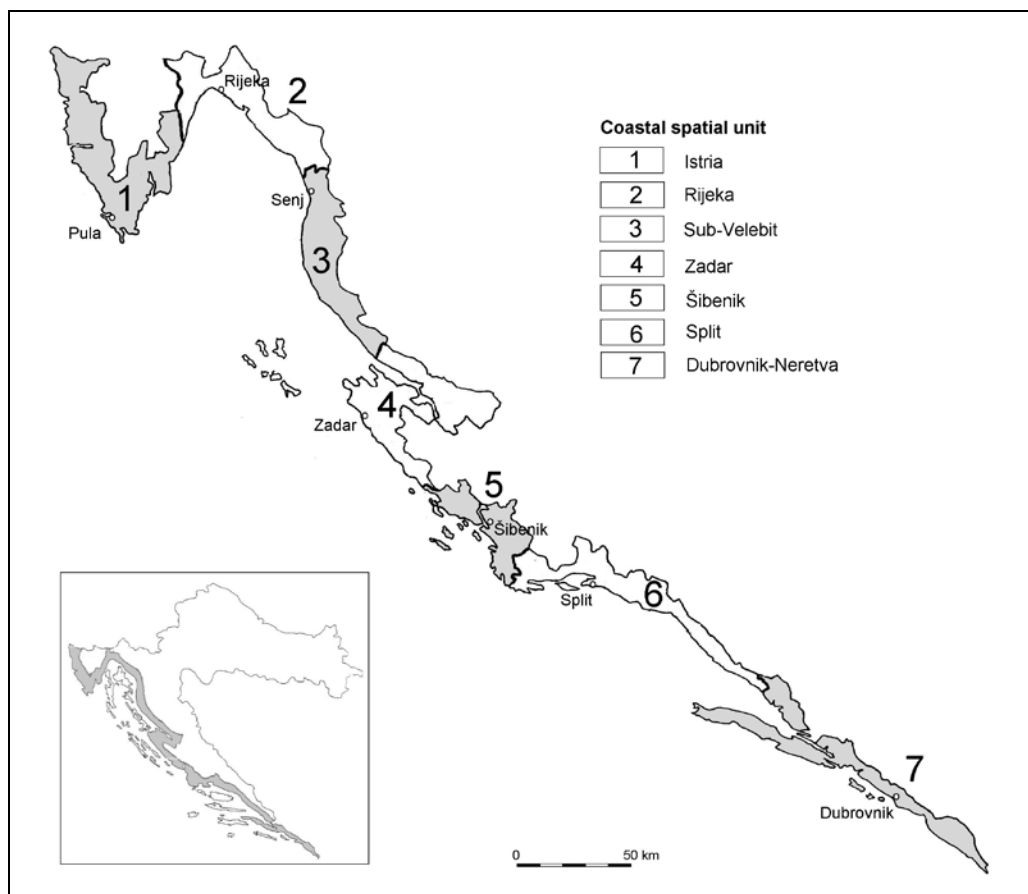 Rijeka
2
Senj
1
Pula
3
4
Zadar
5
Šibenik
Split
6
7
Dubrovnik
Coastal spatial unit
1 Istria
2 Rijeka
3 Sub-Velebit
4 Zadar
5 Šibenik
6 Split
7 Dubrovnik-Neretva
0 50 km